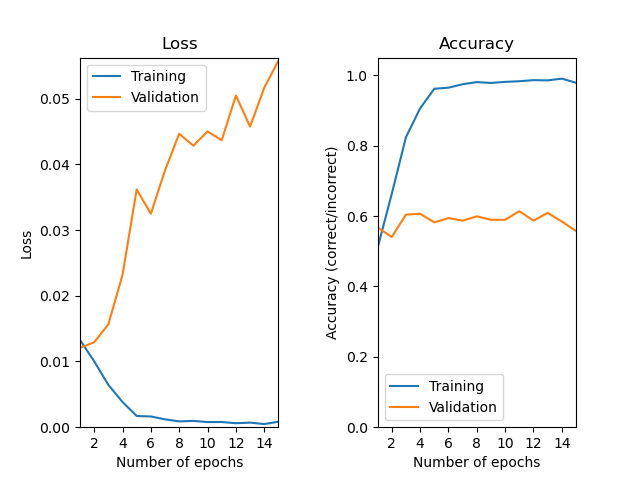 Loss
Training
Validation
0.05
0.04
0.03
0.02
0.01
0.00
Loss
2 4 6 8 10 12 14
Number of epochs
Accuracy
1.0
0.8
0.6
0.4
0.2
0.0
Accuracy (correct/incorrect)
Training
Validation
2 4 6 8 10 12 14
Number of epochs